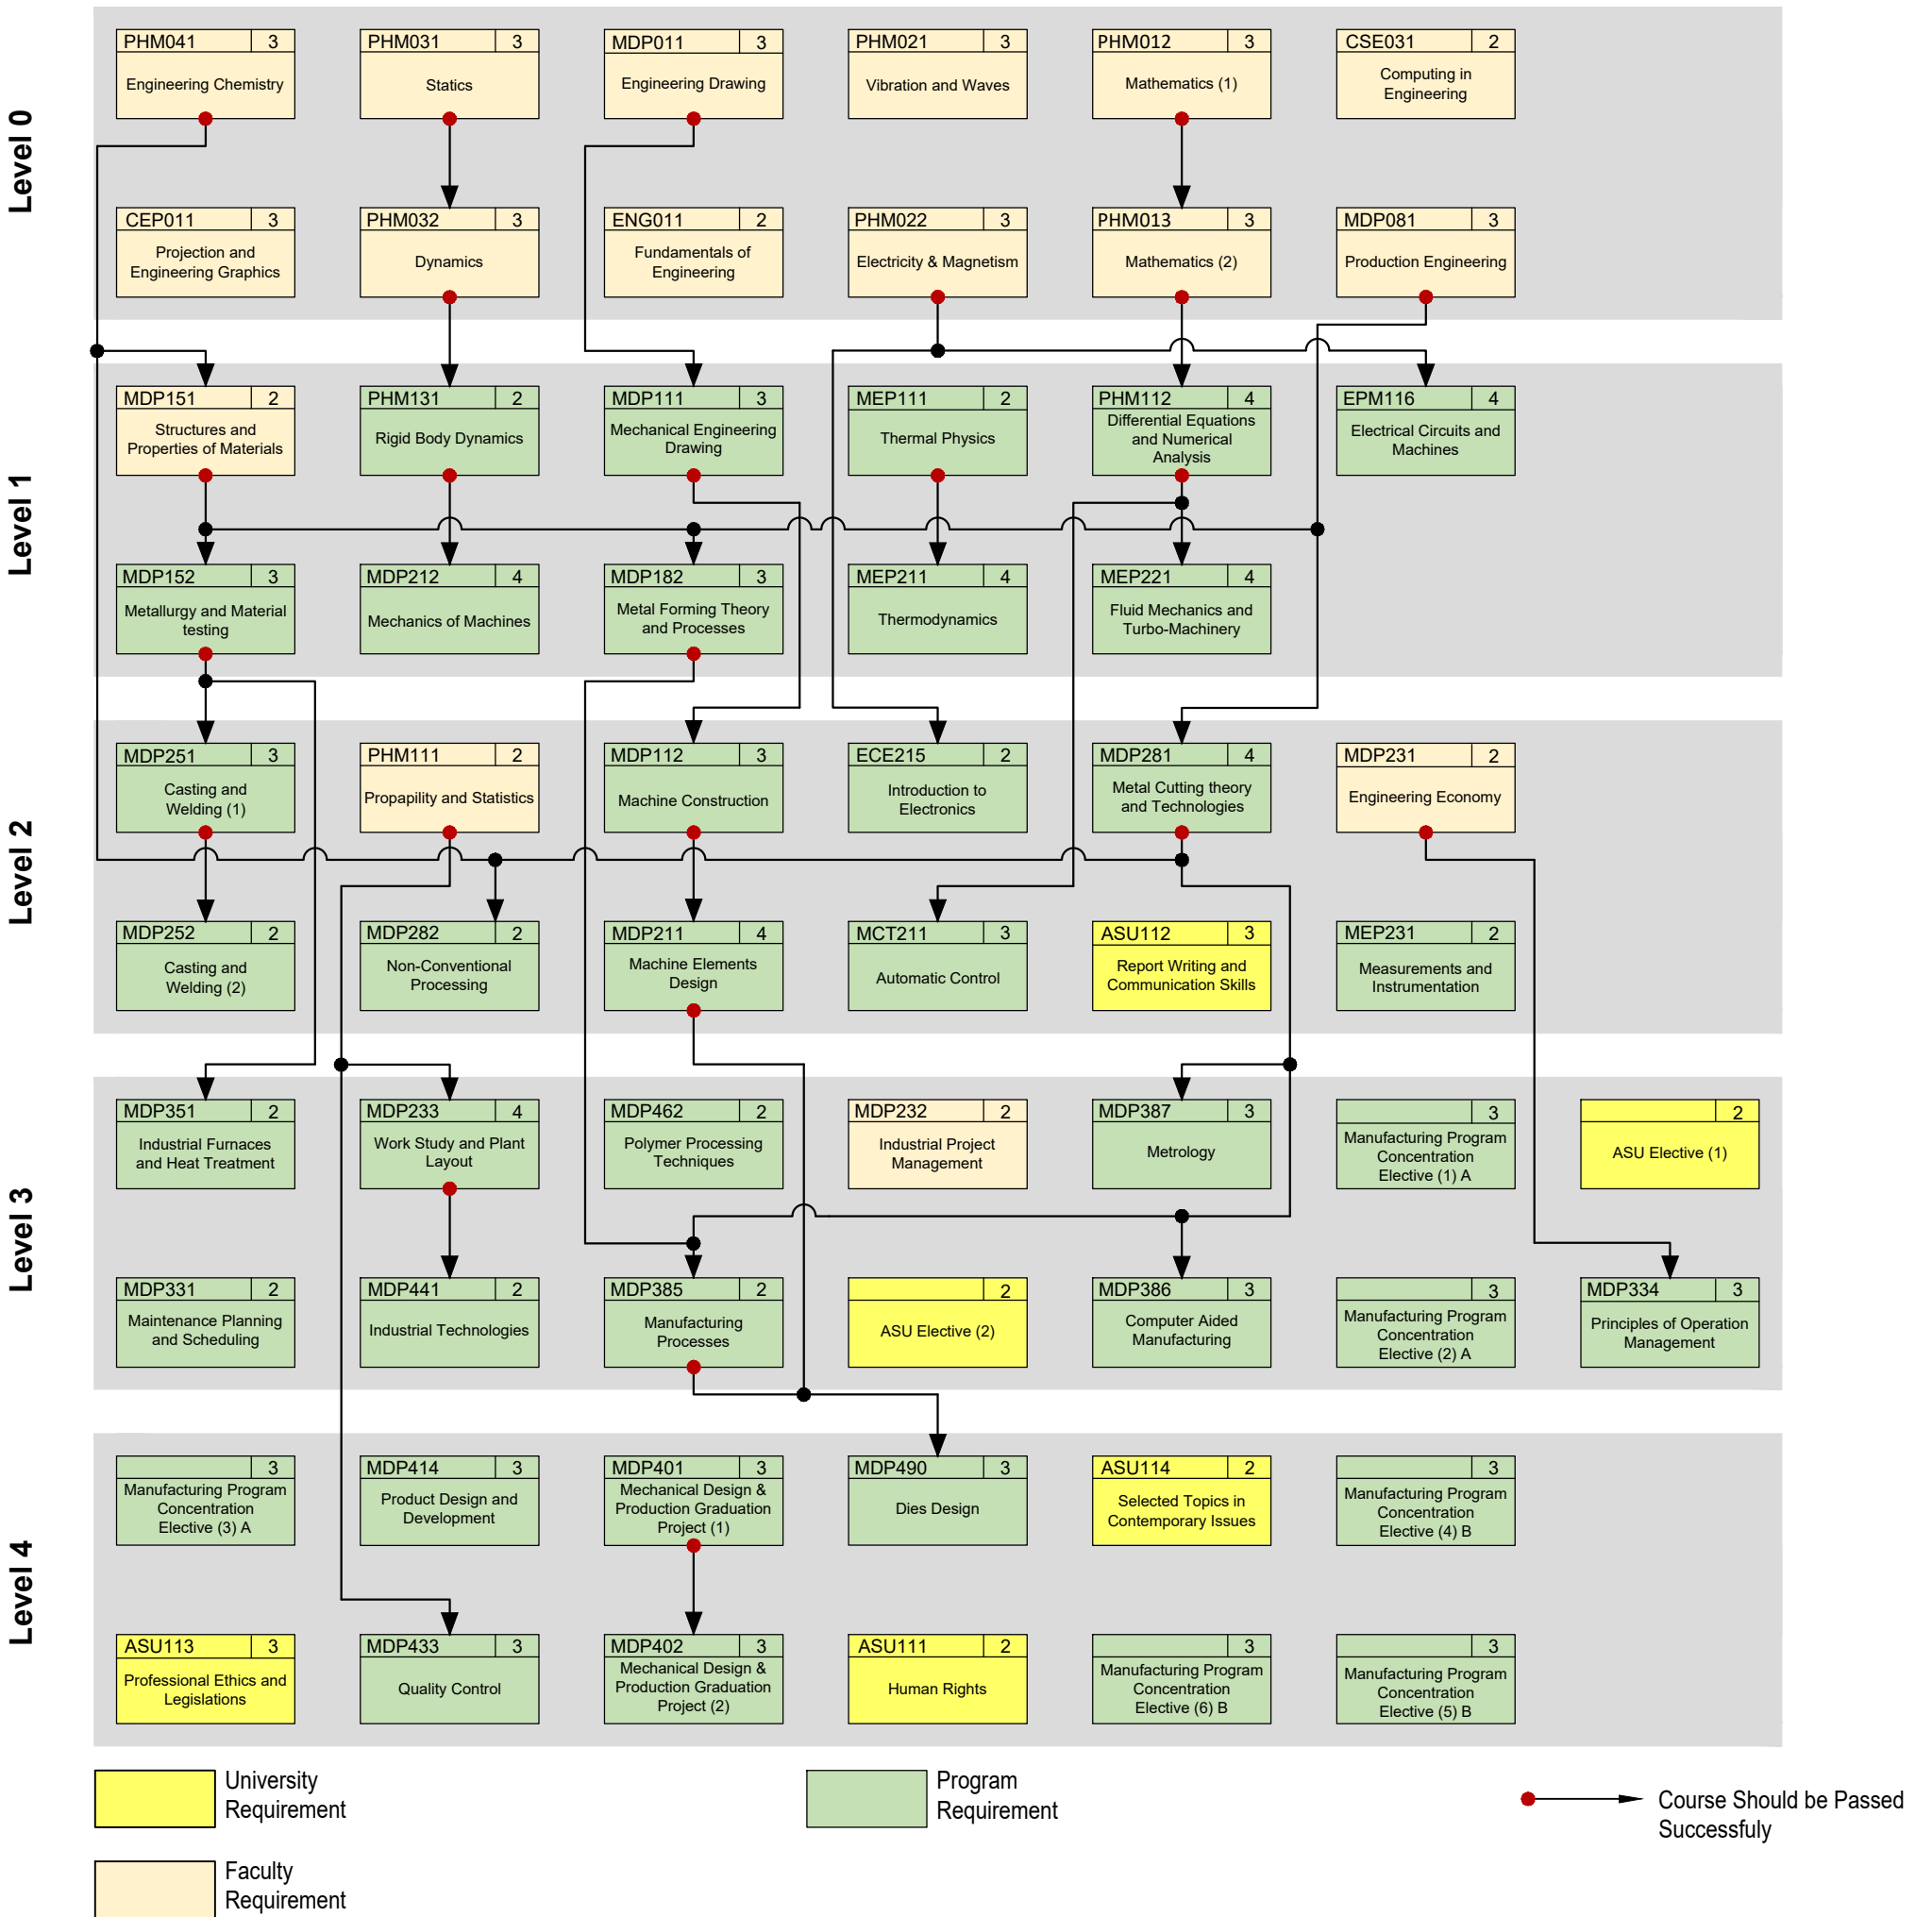 Level 0
PHM041 3
Engineering Chemistry
PHM031 3
Statics
MDP011 3
Engineering Drawing
PHM021 3
Vibration and Waves
PHM012 3
Mathematics (1)
CSE031 2
Computing in
Engineering
CEP011 3
Projection and
Engineering Graphics
PHM032 3
Dynamics
ENG011 2
Fundamentals of
Engineering
PHM022 3
Electricity & Magnetism
PHM013 3
Mathematics (2)
MDP081 3
Production Engineering
Level 1
MDP151 2
Structures and
Properties of Materials
PHM131 2
Rigid Body Dynamics
MDP111 3
Mechanical Engineering
Drawing
MEP111 2
Thermal Physics
PHM112 4
Differential Equations
and Numerical
Analysis
EPM116 4
Electrical Circuits and
Machines
MDP152 3
Metallurgy and Material
testing
MDP212 4
Mechanics of Machines
MDP182 3
Metal Forming Theory
and Processes
MEP211 4
Thermodynamics
MEP221 4
Fluid Mechanics and
Turbo-Machinery
Level 2
MDP251 3
Casting and
Welding (1)
PHM111 2
Propapility and Statistics
MDP112 3
Machine Construction
ECE215 2
Introduction to
Electronics
MDP281 4
Metal Cutting theory
and Technologies
MDP231 2
Engineering Economy
MDP252 2
Casting and
Welding (2)
MDP282 2
Non-Conventional
Processing
MDP211 4
Machine Elements
Design
MCT211 3
Automatic Control
ASU112 3
Report Writing and
Communication Skills
MEP231 2
Measurements and
Instrumentation
Level 3
MDP351 2
Industrial Furnaces
and Heat Treatment
MDP233 4
Work Study and Plant
Layout
MDP462 2
Polymer Processing
Techniques
MDP232 2
Industrial Project
Management
MDP387 3
Metrology
3
Manufacturing Program
Concentration
Elective (1) A
2
ASU Elective (1)
MDP331 2
Maintenance Planning
and Scheduling
MDP441 2
Industrial Technologies
MDP385 2
Manufacturing
Processes
2
ASU Elective (2)
MDP386 3
Computer Aided
Manufacturing
3
Manufacturing Program
Concentration
Elective (2) A
MDP334 3
Principles of Operation
Management
Level 4
3
Manufacturing Program
Concentration
Elective (3) A
MDP414 3
Product Design and
Development
MDP401 3
Mechanical Design &
Production Graduation
Project (1)
MDP490 3
Dies Design
ASU114 2
Selected Topics in
Contemporary Issues
3
Manufacturing Program
Concentration
Elective (4) B
ASU113 3
Professional Ethics and
Legislations
MDP433 3
Quality Control
MDP402 3
Mechanical Design &
Production Graduation
Project (2)
ASU111 2
Human Rights
3
Manufacturing Program
Concentration
Elective (6) B
3
Manufacturing Program
Concentration
Elective (5) B
University
Requirement
Program
Requirement
Course Should be Passed
Successfuly
Faculty
Requirement